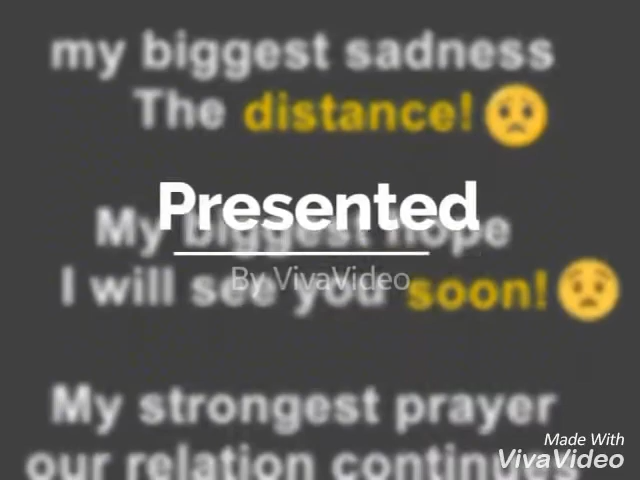 my biggest sadness
The distance!
Presented
My biggest hope
By VivaVideo
I will see you soon!
My strongest prayer
our relation continues
Made With
VivaVideo